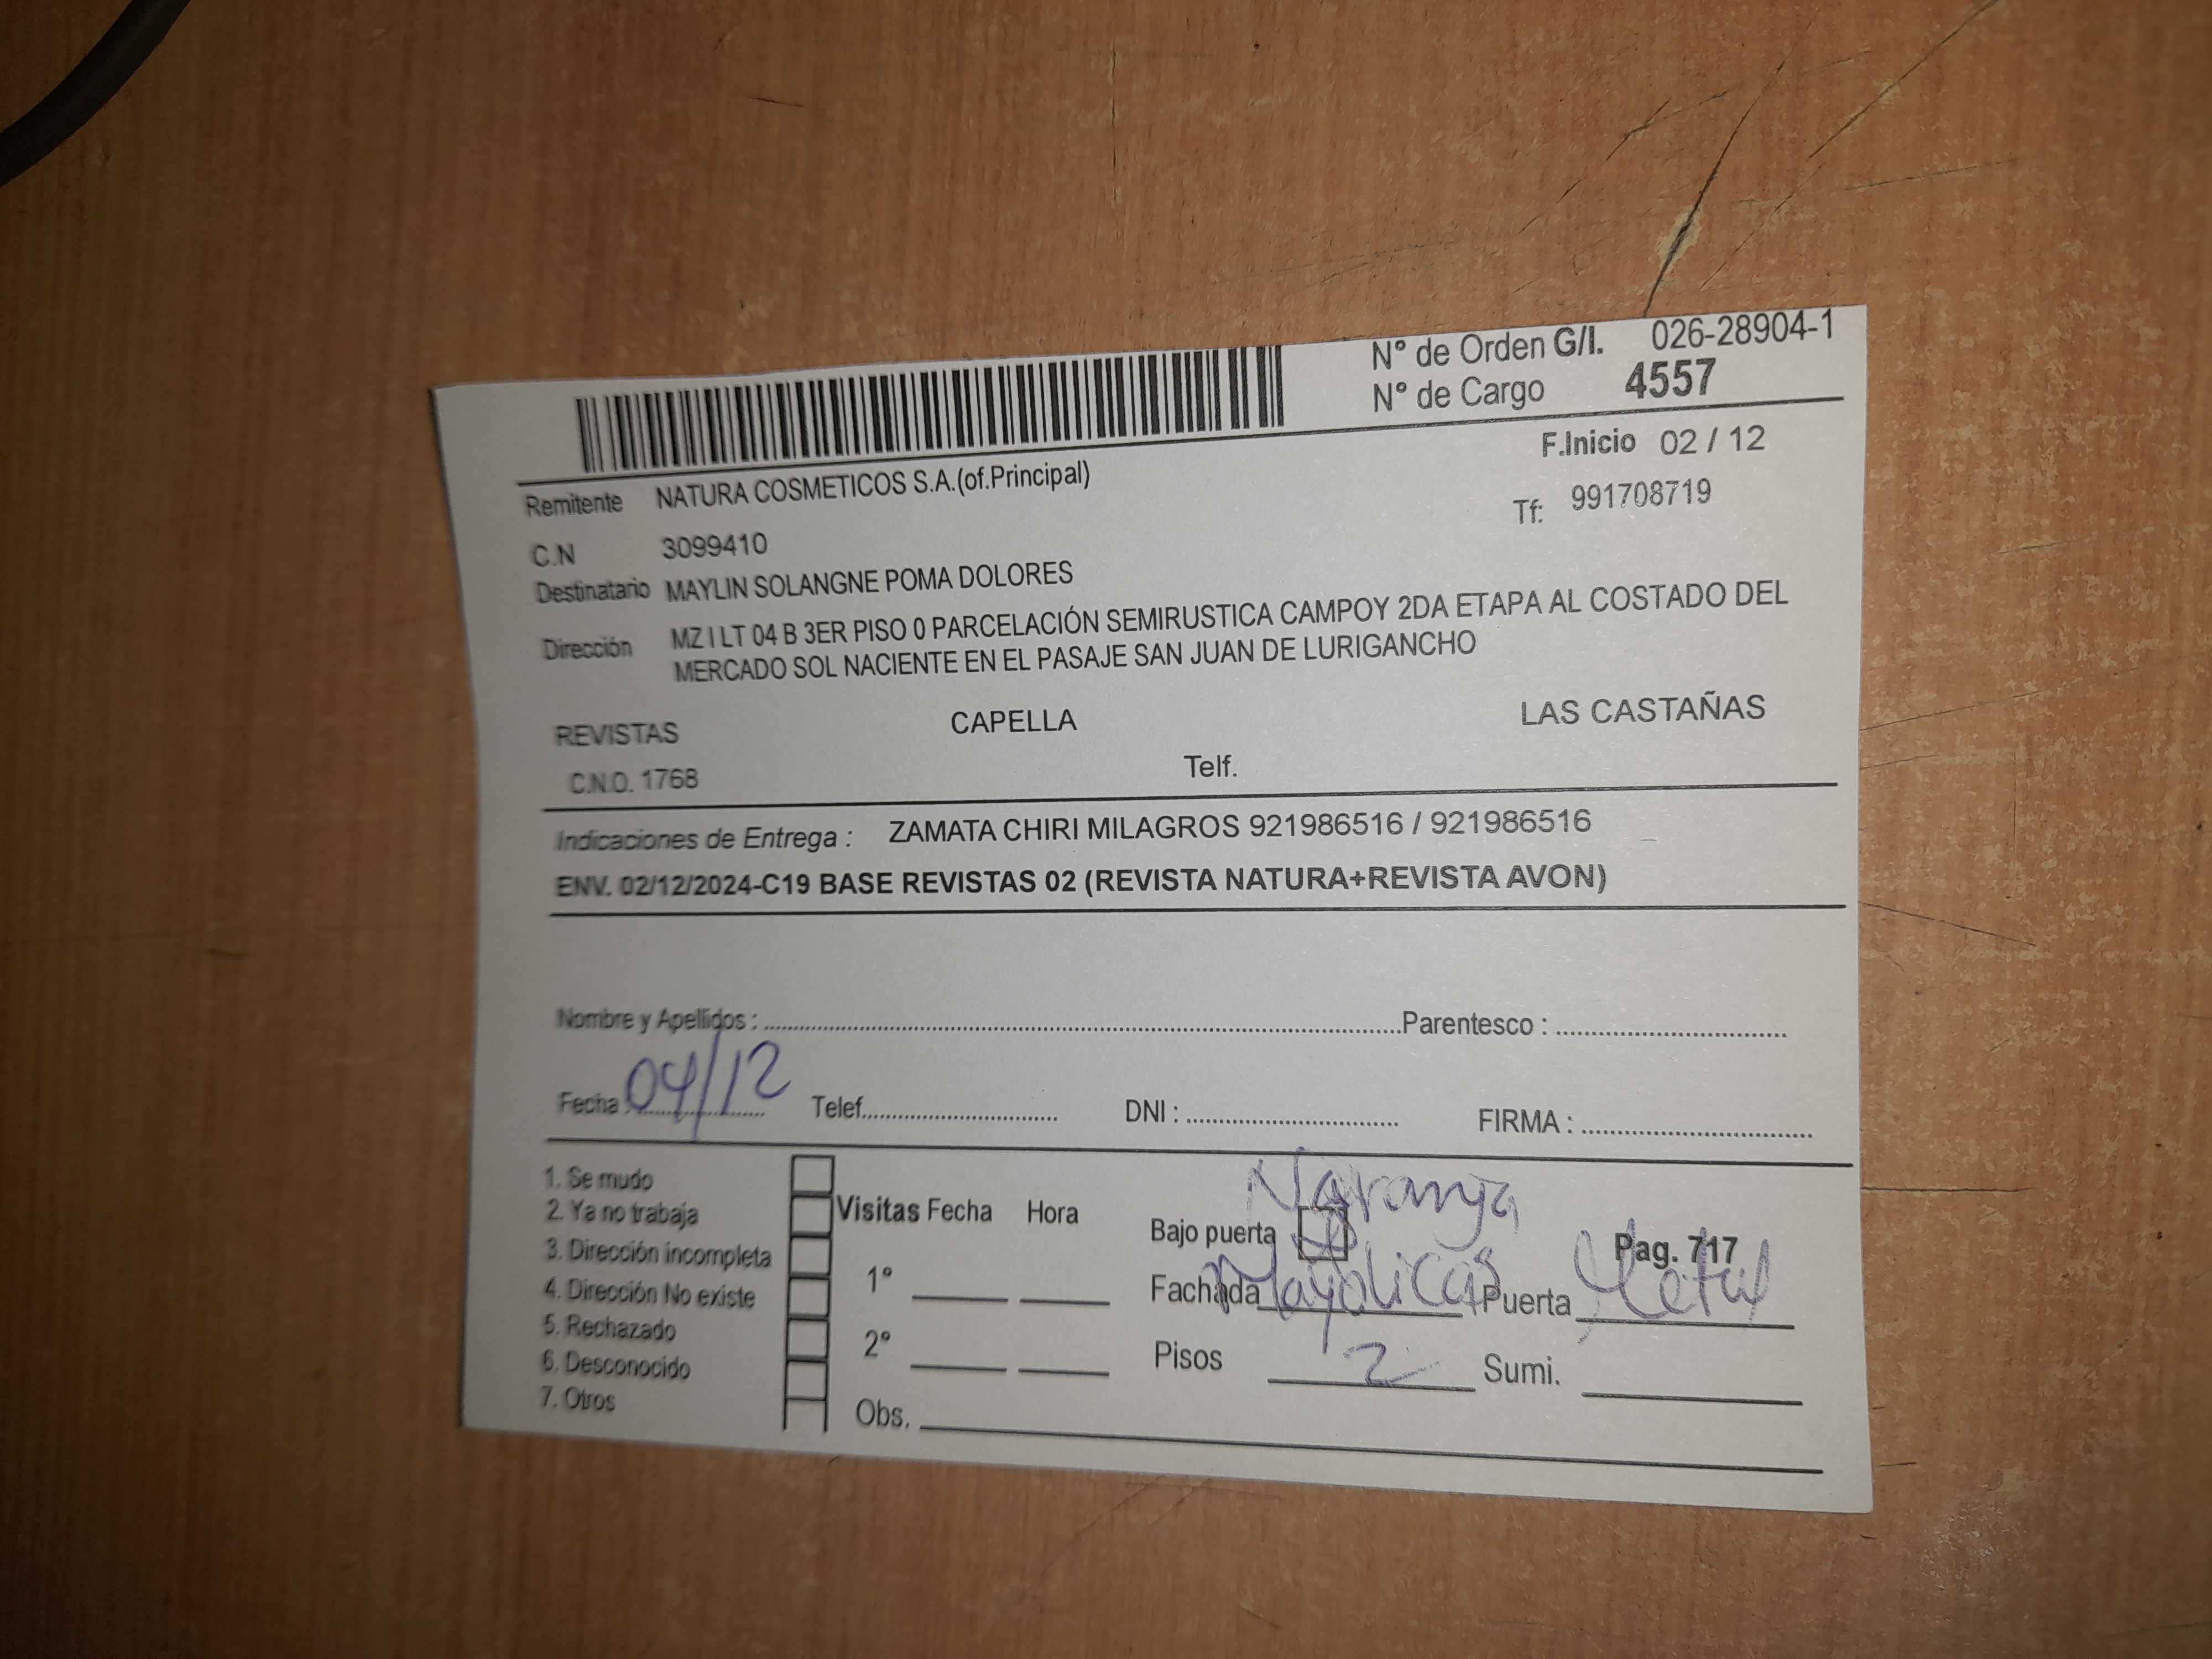 N° de Orden G/I. 026-28904-1
N° de Cargo 4557
F.Inicio 02 / 12
Remitente NATURA COSMETICOS S.A.(of.Principal)
Tf: 991708719
C.N 3099410
Destinatario MAYLIN SOLANGNE POMA DOLORES
Dirección MZ I LT 04 B 3ER PISO 0 PARCELACIÓN SEMIRUSTICA CAMPOY 2DA ETAPA AL COSTADO DEL
MERCADO SOL NACIENTE EN EL PASAJE SAN JUAN DE LURIGANCHO
REVISTAS CAPELLA LAS CASTAÑAS
C.N.O. 1768 Telf.
Indicaciones de Entrega : ZAMATA CHIRI MILAGROS 921986516 / 921986516
ENV. 02/12/2024-C19 BASE REVISTAS 02 (REVISTA NATURA+REVISTA AVON)
Nombre y Apellidos : Parentesco :
Fecha : 04/12 Telef. DNI : FIRMA :
1. Se mudo
2. Ya no trabaja
3. Dirección incompleta
4. Dirección No existe
5. Rechazado
6. Desconocido
7. Otros
Visitas Fecha Hora
1°
2°
Obs.
Naranja
Bajo puerta Pag. 717
Fachada Mayolicas Puerta Metal
Pisos 2 Sumi.